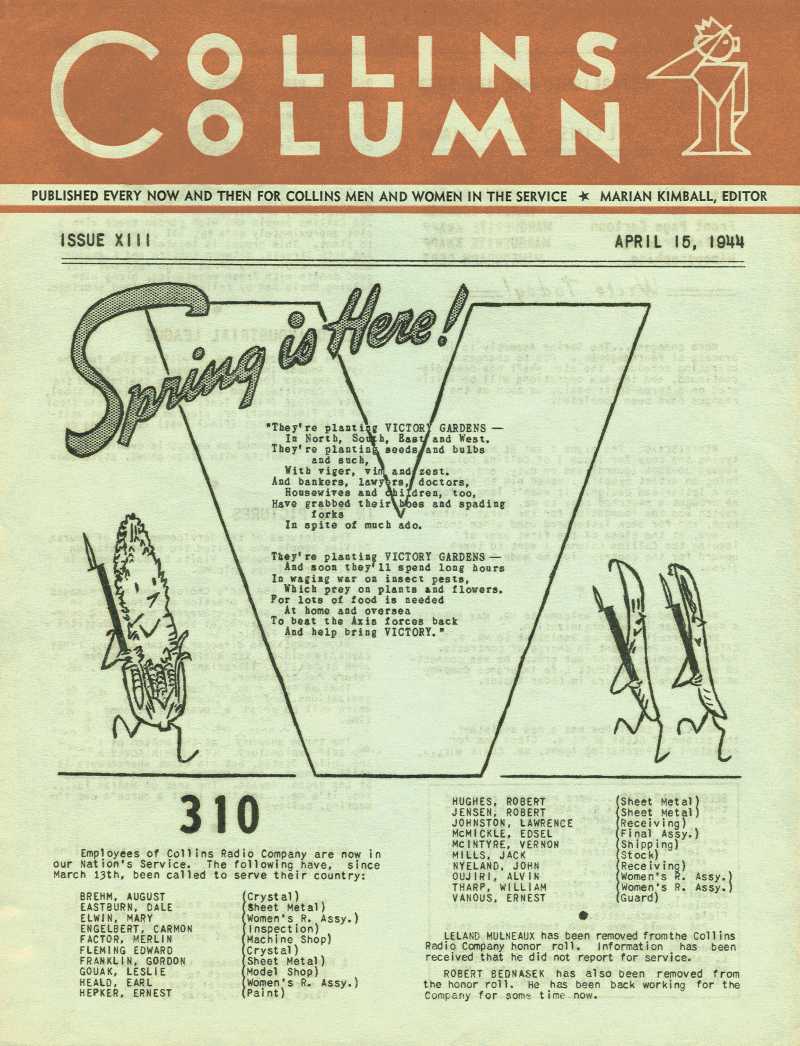 COLLINS
COLUMN
PUBLISHED EVERY NOW AND THEN FOR COLLINS MEN AND WOMEN IN THE SERVICE ★ MARIAN KIMBALL, EDITOR
ISSUE XIII
APRIL 15, 1944
Spring is Here!
"They're planting VICTORY GARDENS —
In North, South, East and West.
They're planting seeds and bulbs
and such,
With viger, vim and zest.
And bankers, lawyers, doctors,
Housewives and children, too,
Have grabbed their hoes and spading
forks
In spite of much ado.
They're planting VICTORY GARDENS —
And soon they'll spend long hours
In waging war on insect pests,
Which prey on plants and flowers.
For lots of food is needed
At home and oversea
To beat the Axis forces back
And help bring VICTORY."
310
Employees of Collins Radio Company are now in
our Nation's Service. The following have, since
March 13th, been called to serve their country:
BREHM, AUGUST (Crystal)
EASTBURN, DALE (Sheet Metal)
ELWIN, MARY (Women's R. Assy.)
ENGELBERT, CARMON (Inspection)
FACTOR, MERLIN (Machine Shop)
FLEMING EDWARD (Crystal)
FRANKLIN, GORDON (Sheet Metal)
GOUAK, LESLIE (Model Shop)
HEALD, EARL (Women's R. Assy.)
HEPKER, ERNEST (Paint)
HUGHES, ROBERT (Sheet Metal)
JENSEN, ROBERT (Sheet Metal)
JOHNSTON, LAWRENCE (Receiving)
McMICKLE, EDSEL (Final Assy.)
McINTYRE, VERNON (Shipping)
MILLS, JACK (Stock)
NYELAND, JOHN (Receiving)
OUJIRI, ALVIN (Women's R. Assy.)
THARP, WILLIAM (Women's R. Assy.)
VANOUS, ERNEST (Guard)
LELAND MULNEAUX has been removed from the Collins
Radio Company honor roll. Information has been
received that he did not report for service.
ROBERT BEDNASEK has also been removed from
the honor roll. He has been back working for the
Company for some time now.